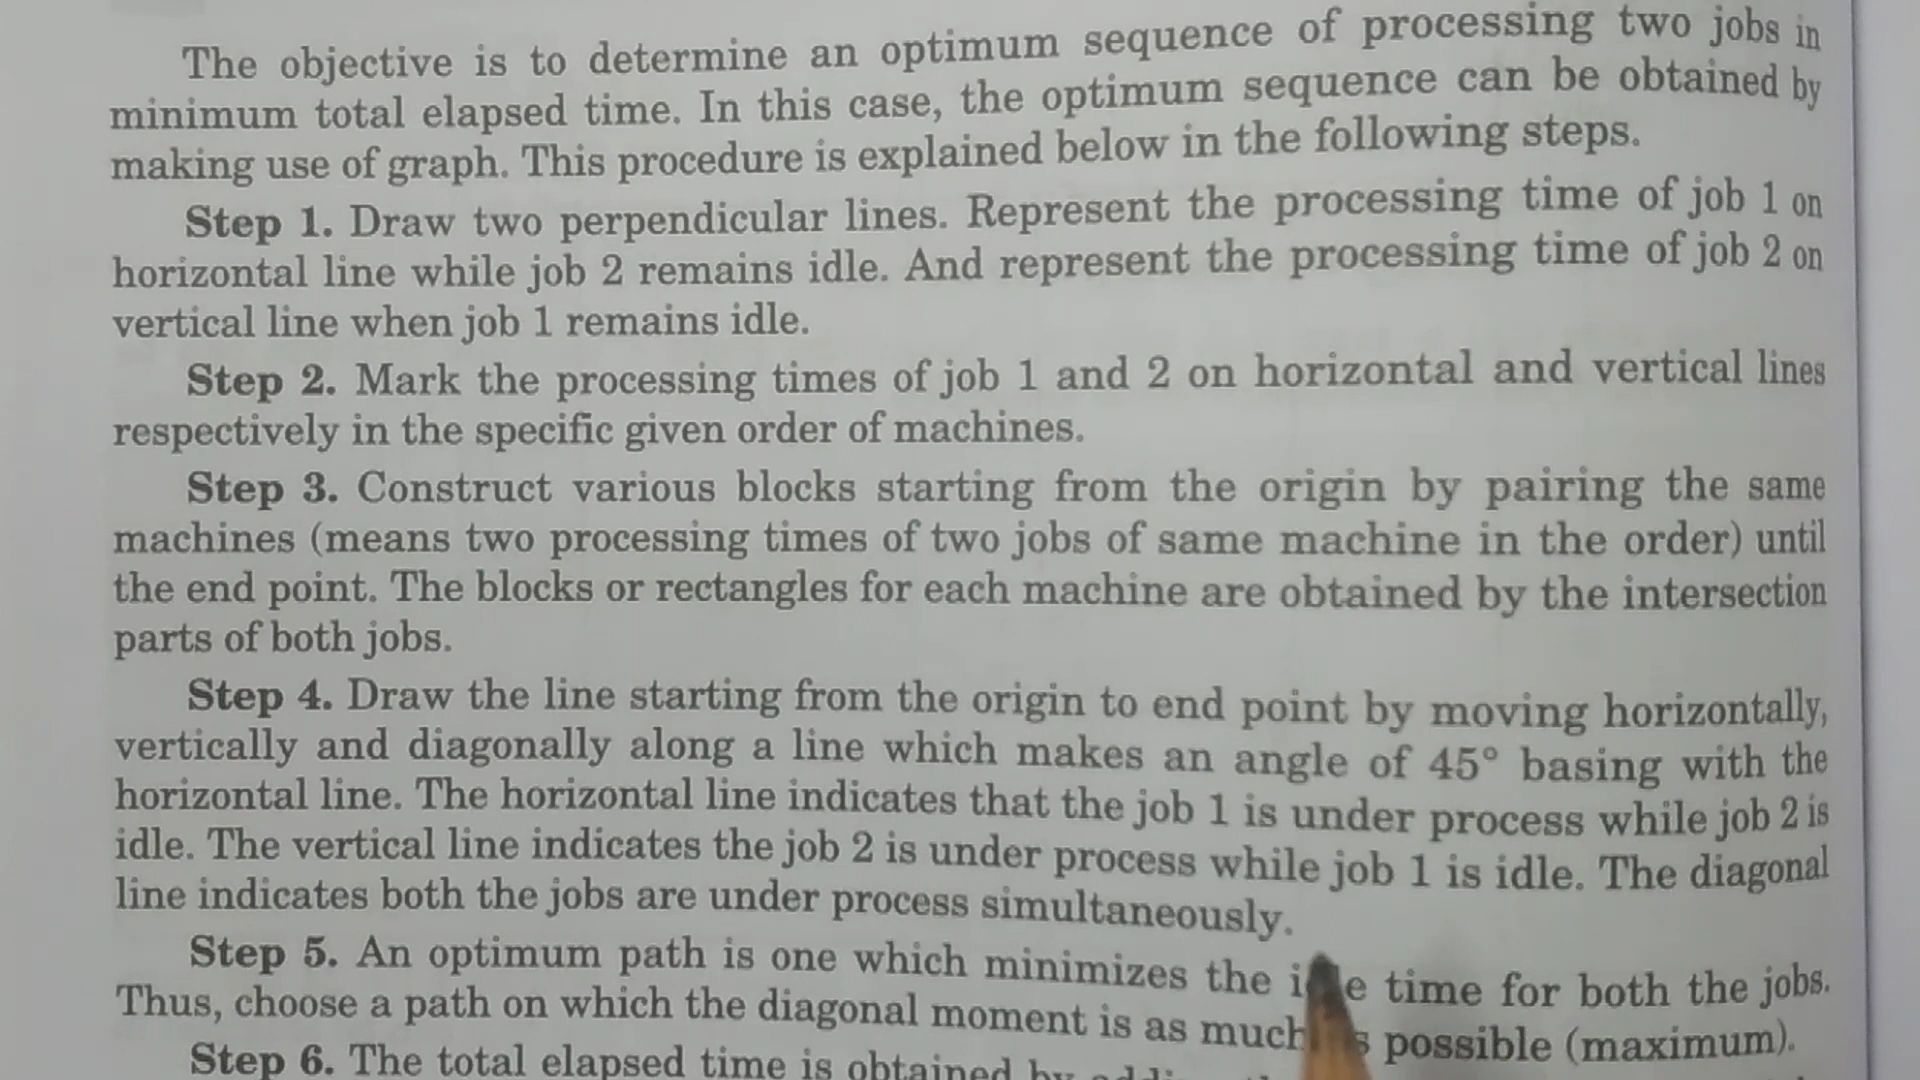 The objective is to determine an optimum sequence of processing two jobs in
minimum total elapsed time. In this case, the optimum sequence can be obtained by
making use of graph. This procedure is explained below in the following steps.
Step 1. Draw two perpendicular lines. Represent the processing time of job 1 on
horizontal line while job 2 remains idle. And represent the processing time of job 2 on
vertical line when job 1 remains idle.
Step 2. Mark the processing times of job 1 and 2 on horizontal and vertical lines
respectively in the specific given order of machines.
Step 3. Construct various blocks starting from the origin by pairing the same
machines (means two processing times of two jobs of same machine in the order) until
the end point. The blocks or rectangles for each machine are obtained by the intersection
parts of both jobs.
Step 4. Draw the line starting from the origin to end point by moving horizontally,
vertically and diagonally along a line which makes an angle of 45° basing with the
horizontal line. The horizontal line indicates that the job 1 is under process while job 2 is
idle. The vertical line indicates the job 2 is under process while job 1 is idle. The diagonal
line indicates both the jobs are under process simultaneously.
Step 5. An optimum path is one which minimizes the time for both the jobs.
Thus, choose a path on which the diagonal moment is as much possible (maximum).
Step 6. The total elapsed time is obtained by